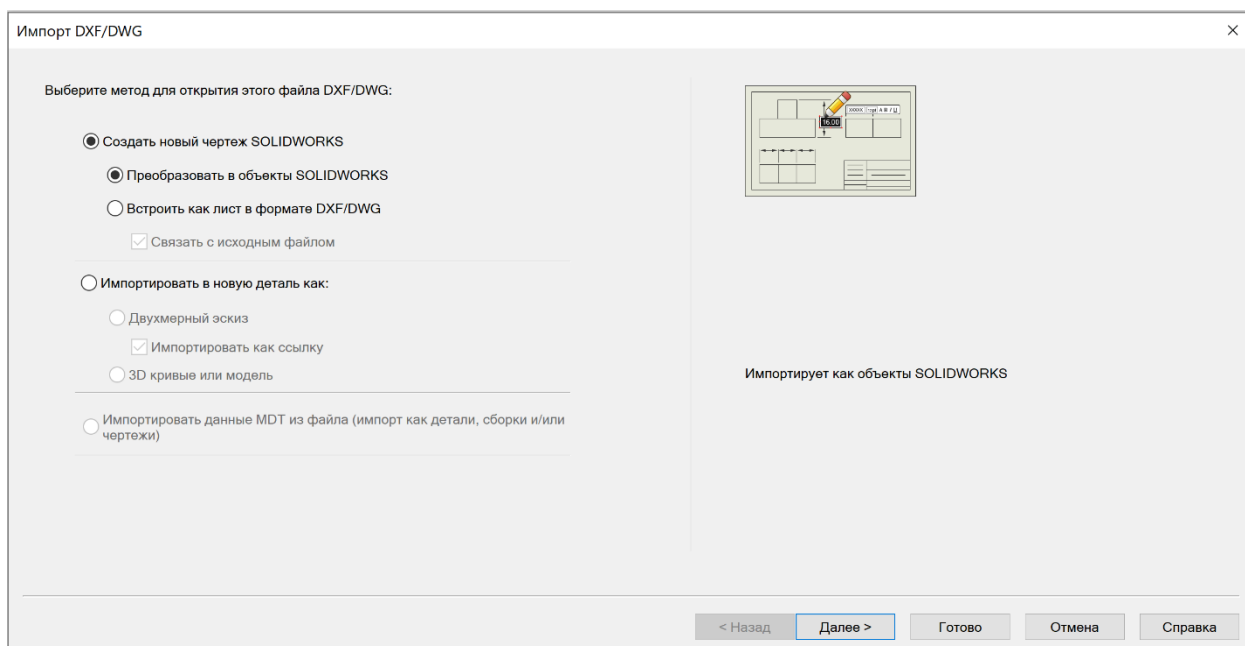 Импорт DXF/DWG
Выберите метод для открытия этого файла DXF/DWG:
Создать новый чертеж SOLIDWORKS
Преобразовать в объекты SOLIDWORKS
Встроить как лист в формате DXF/DWG
Связать с исходным файлом
Импортировать в новую деталь как:
Двухмерный эскиз
Импортировать как ссылку
3D кривые или модель
Импортировать данные MDT из файла (импорт как детали, сборки и/или
чертежи)
16.00
Импортирует как объекты SOLIDWORKS
< Назад
Далее >
Готово
Отмена
Справка